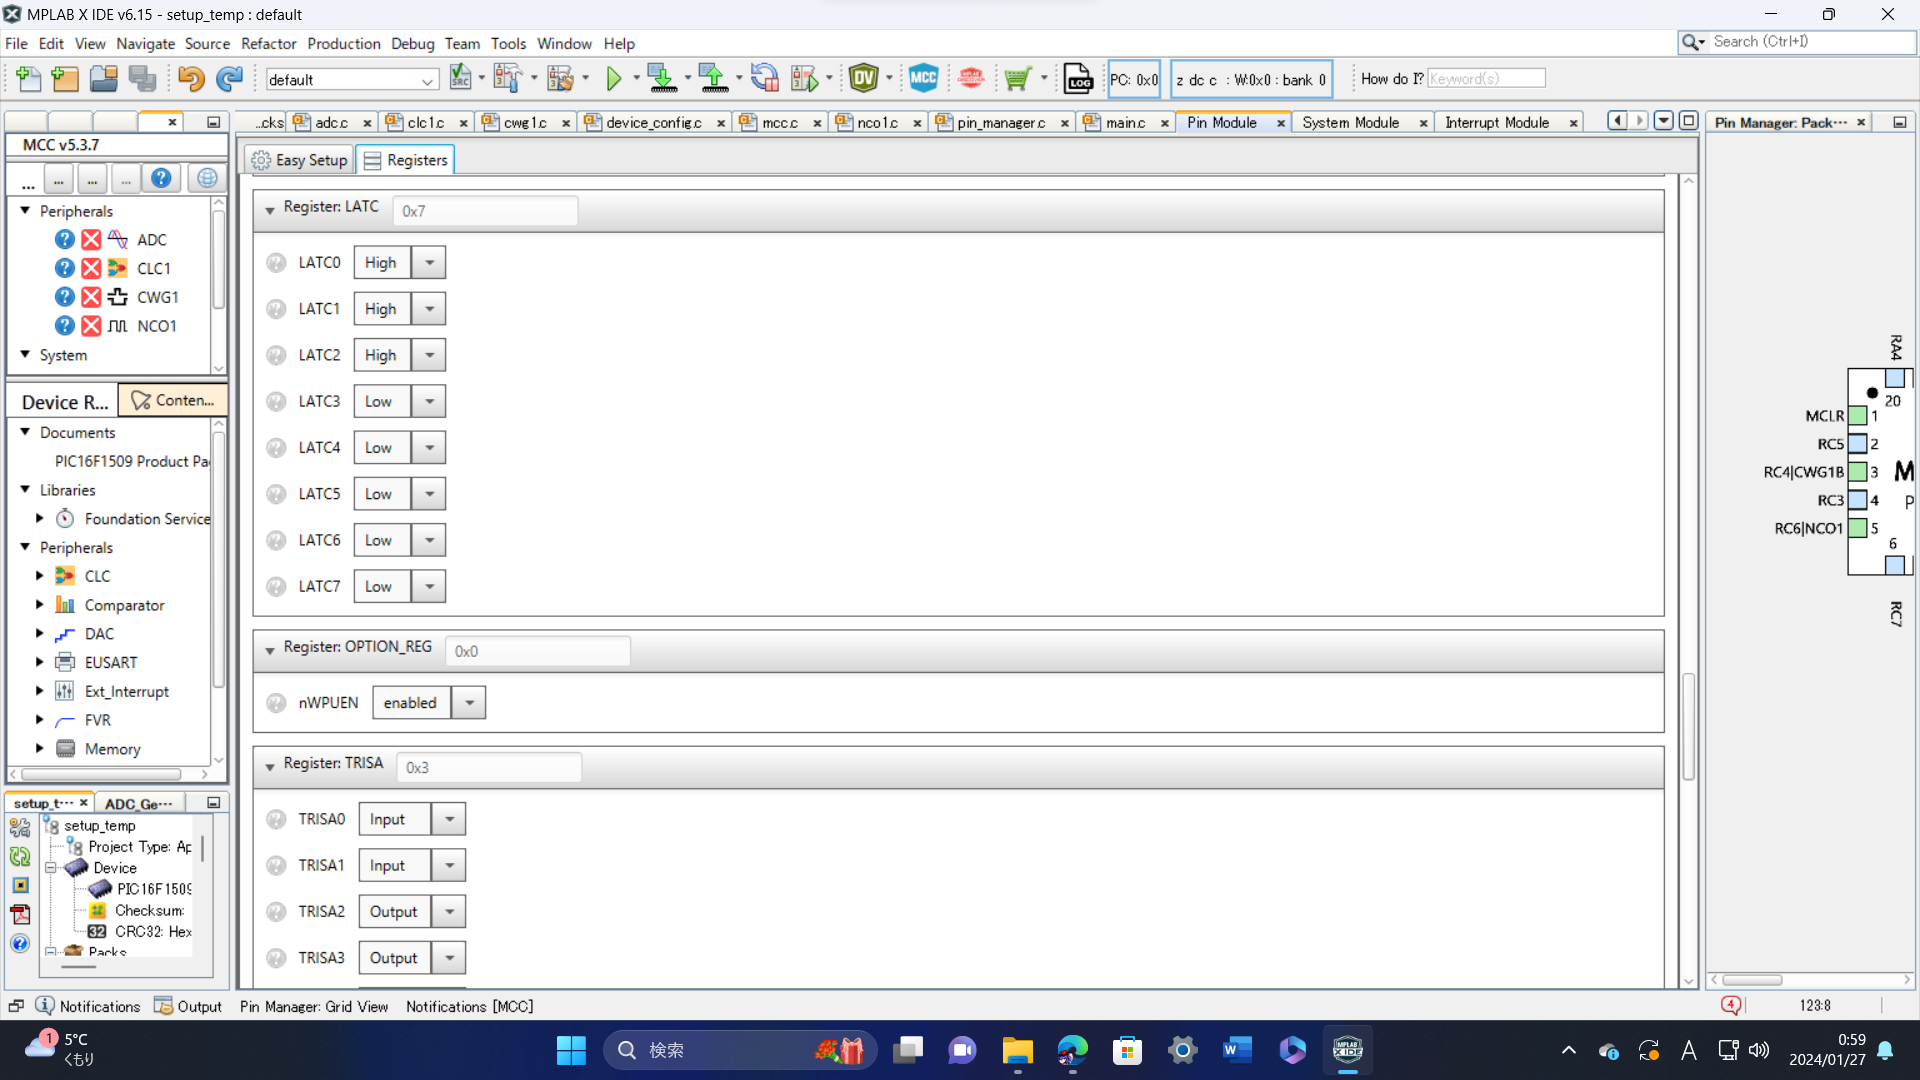 MPLAB X IDE v6.15 - setup_temp : default
File Edit View Navigate Source Refactor Production Debug Team Tools Window Help
Search (Ctrl+I)
default
PC: 0x0
z dc c : W:0x0 : bank 0
How do I?
Keyword(s)
...cks
adc.c
clc1.c
cwg1.c
device_config.c
mcc.c
nco1.c
pin_manager.c
main.c
Pin Module
System Module
Interrupt Module
Pin Manager: Pack...
MCC v5.3.7
Easy Setup
Registers
... ... ... ...
Peripherals
ADC
CLC1
CWG1
NCO1
System
Device R...
Conten...
Documents
PIC16F1509 Product Pa
Libraries
Foundation Service
Peripherals
CLC
Comparator
DAC
EUSART
Ext_Interrupt
FVR
Memory
setup_t...
ADC_Ge...
setup_temp
Project Type: Ap
Device
PIC16F1509
Checksum:
32 CRC32: Hex
Packs
Register: LATC 0x7
LATC0 High
LATC1 High
LATC2 High
LATC3 Low
LATC4 Low
LATC5 Low
LATC6 Low
LATC7 Low
Register: OPTION_REG 0x0
nWPUEN enabled
Register: TRISA 0x3
TRISA0 Input
TRISA1 Input
TRISA2 Output
TRISA3 Output
RA4
20
MCLR 1
RC5 2
RC4|CWG1B 3
M
RC3 4
P
RC6|NCO1 5
6
RC7
Notifications
Output
Pin Manager: Grid View
Notifications [MCC]
4
123:8
1
5°C
くもり
検索
A
0:59
2024/01/27